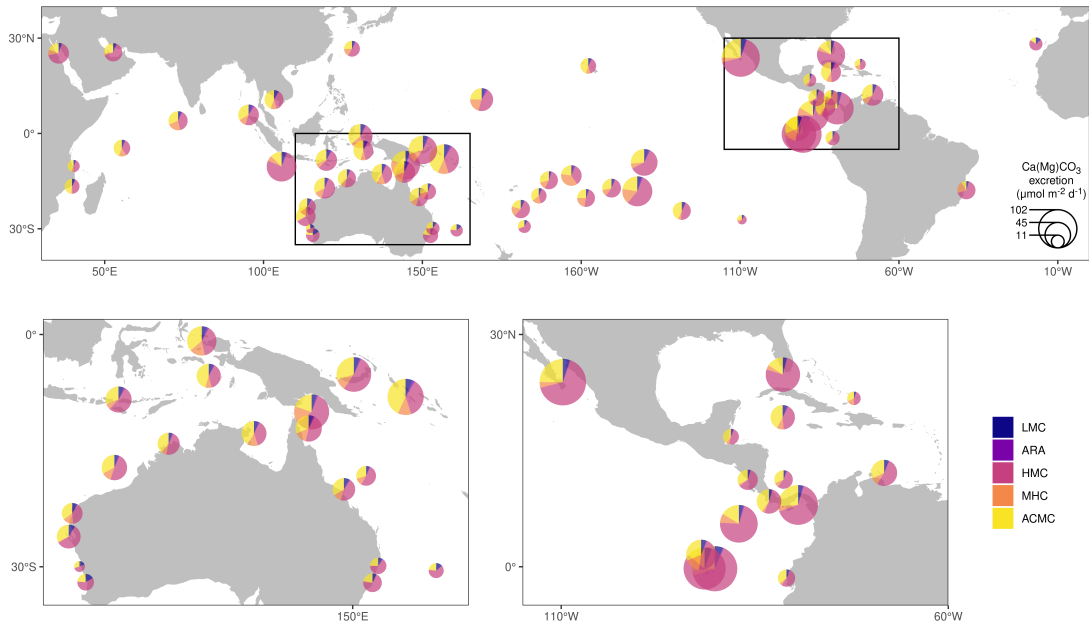 30°N
0°
30°S
50°E
100°E
150°E
160°W
110°W
60°W
10°W
Ca(Mg)CO3
excretion
(μmol m-2 d-1)
102
45
11
0°
30°S
150°E
30°N
0°
110°W
60°W
LMC
ARA
HMC
MHC
ACMC